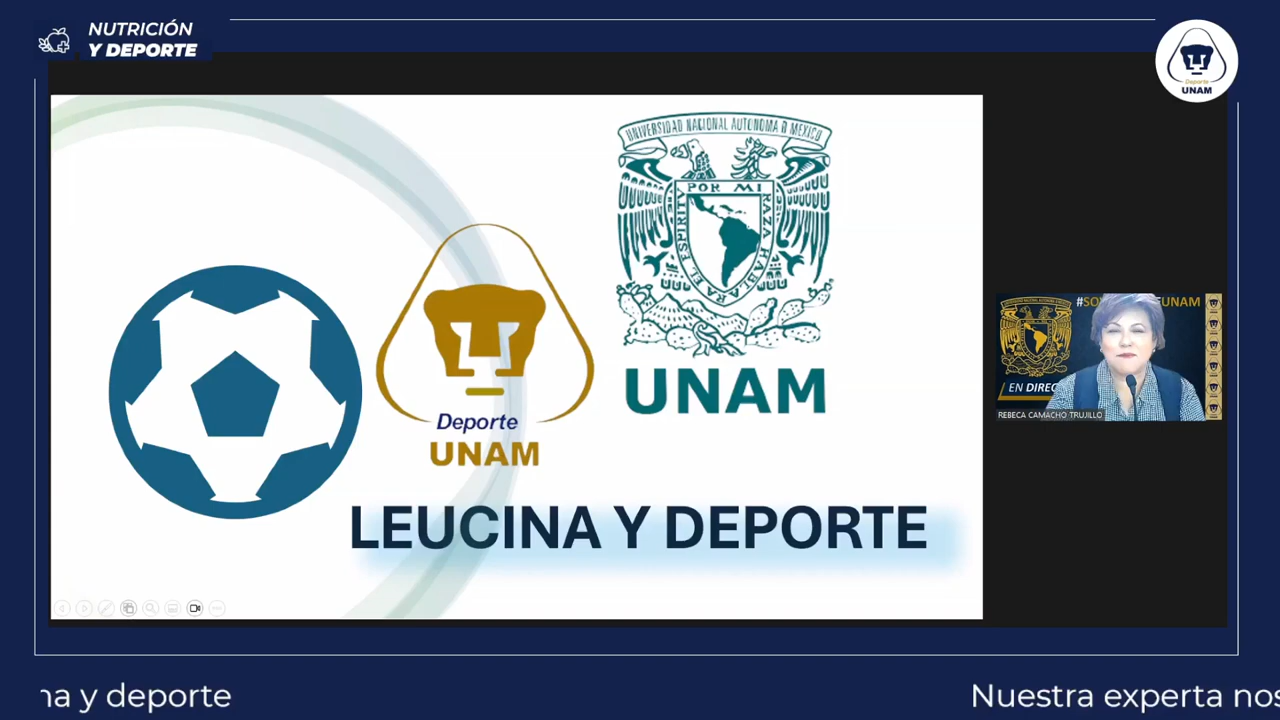 NUTRICIÓN
Y DEPORTE
Deporte
UNAM
UNIVERSIDAD NACIONAL AUTONOMA D MEXICO
POR MI RAZA HABLARA EL ESPIRITU
UNAM
Deporte
UNAM
LEUCINA Y DEPORTE
EN DIREC
REBECA CAMACHO TRUJILLO
na y deporte
Nuestra experta nos